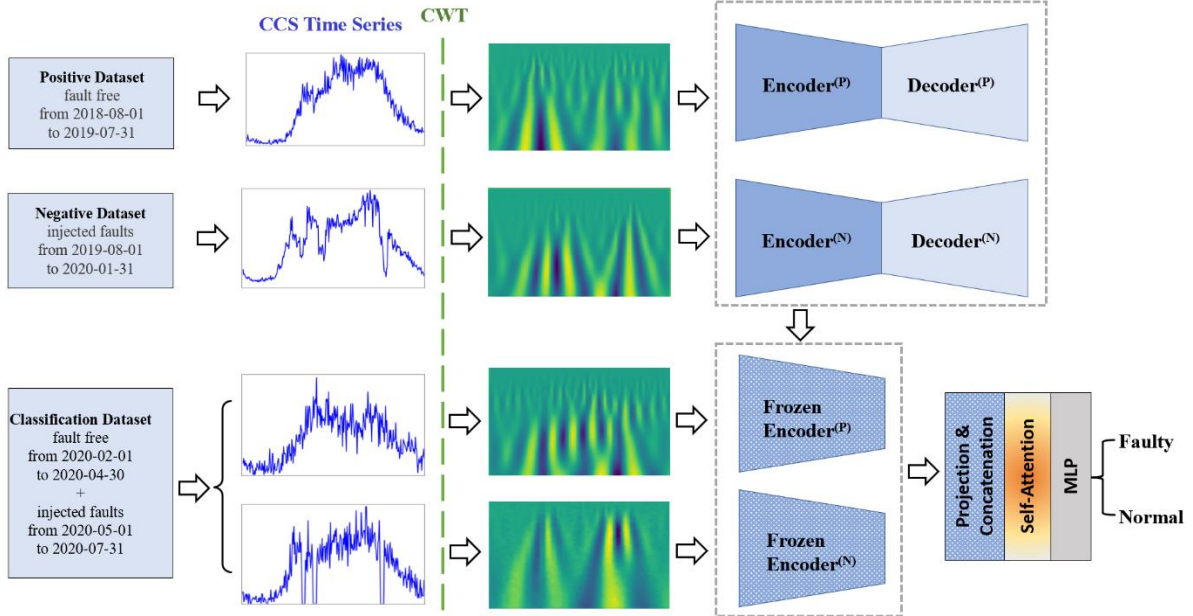 CCS Time Series
CWT
Positive Dataset
fault free
from 2018-08-01
to 2019-07-31
Encoder(P)
Decoder(P)
Negative Dataset
injected faults
from 2019-08-01
to 2020-01-31
Encoder(N)
Decoder(N)
Classification Dataset
fault free
from 2020-02-01
to 2020-04-30
+
injected faults
from 2020-05-01
to 2020-07-31
Frozen
Encoder(P)
Frozen
Encoder(N)
Projection &
Concatenation
Self-Attention
MLP
Faulty
Normal